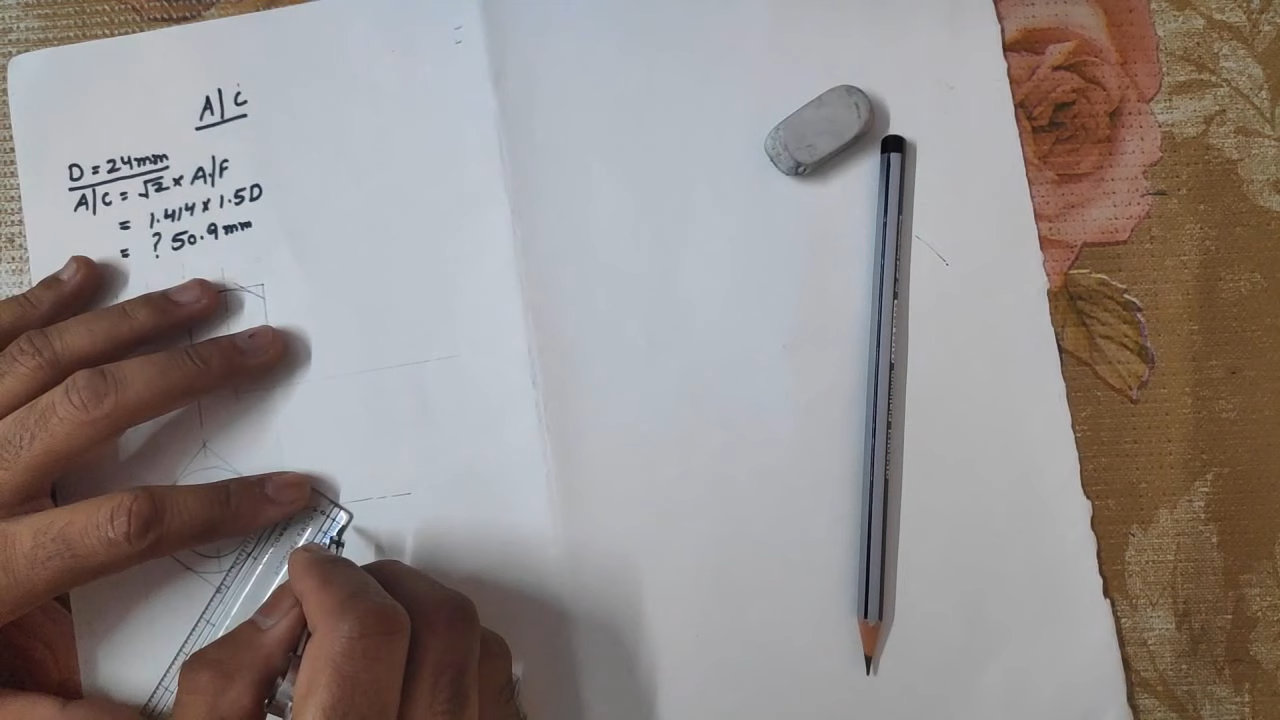 A/C
D = 24mm
A/C = √2 × A/F
= 1.414 × 1.5D
= ? 50.9mm